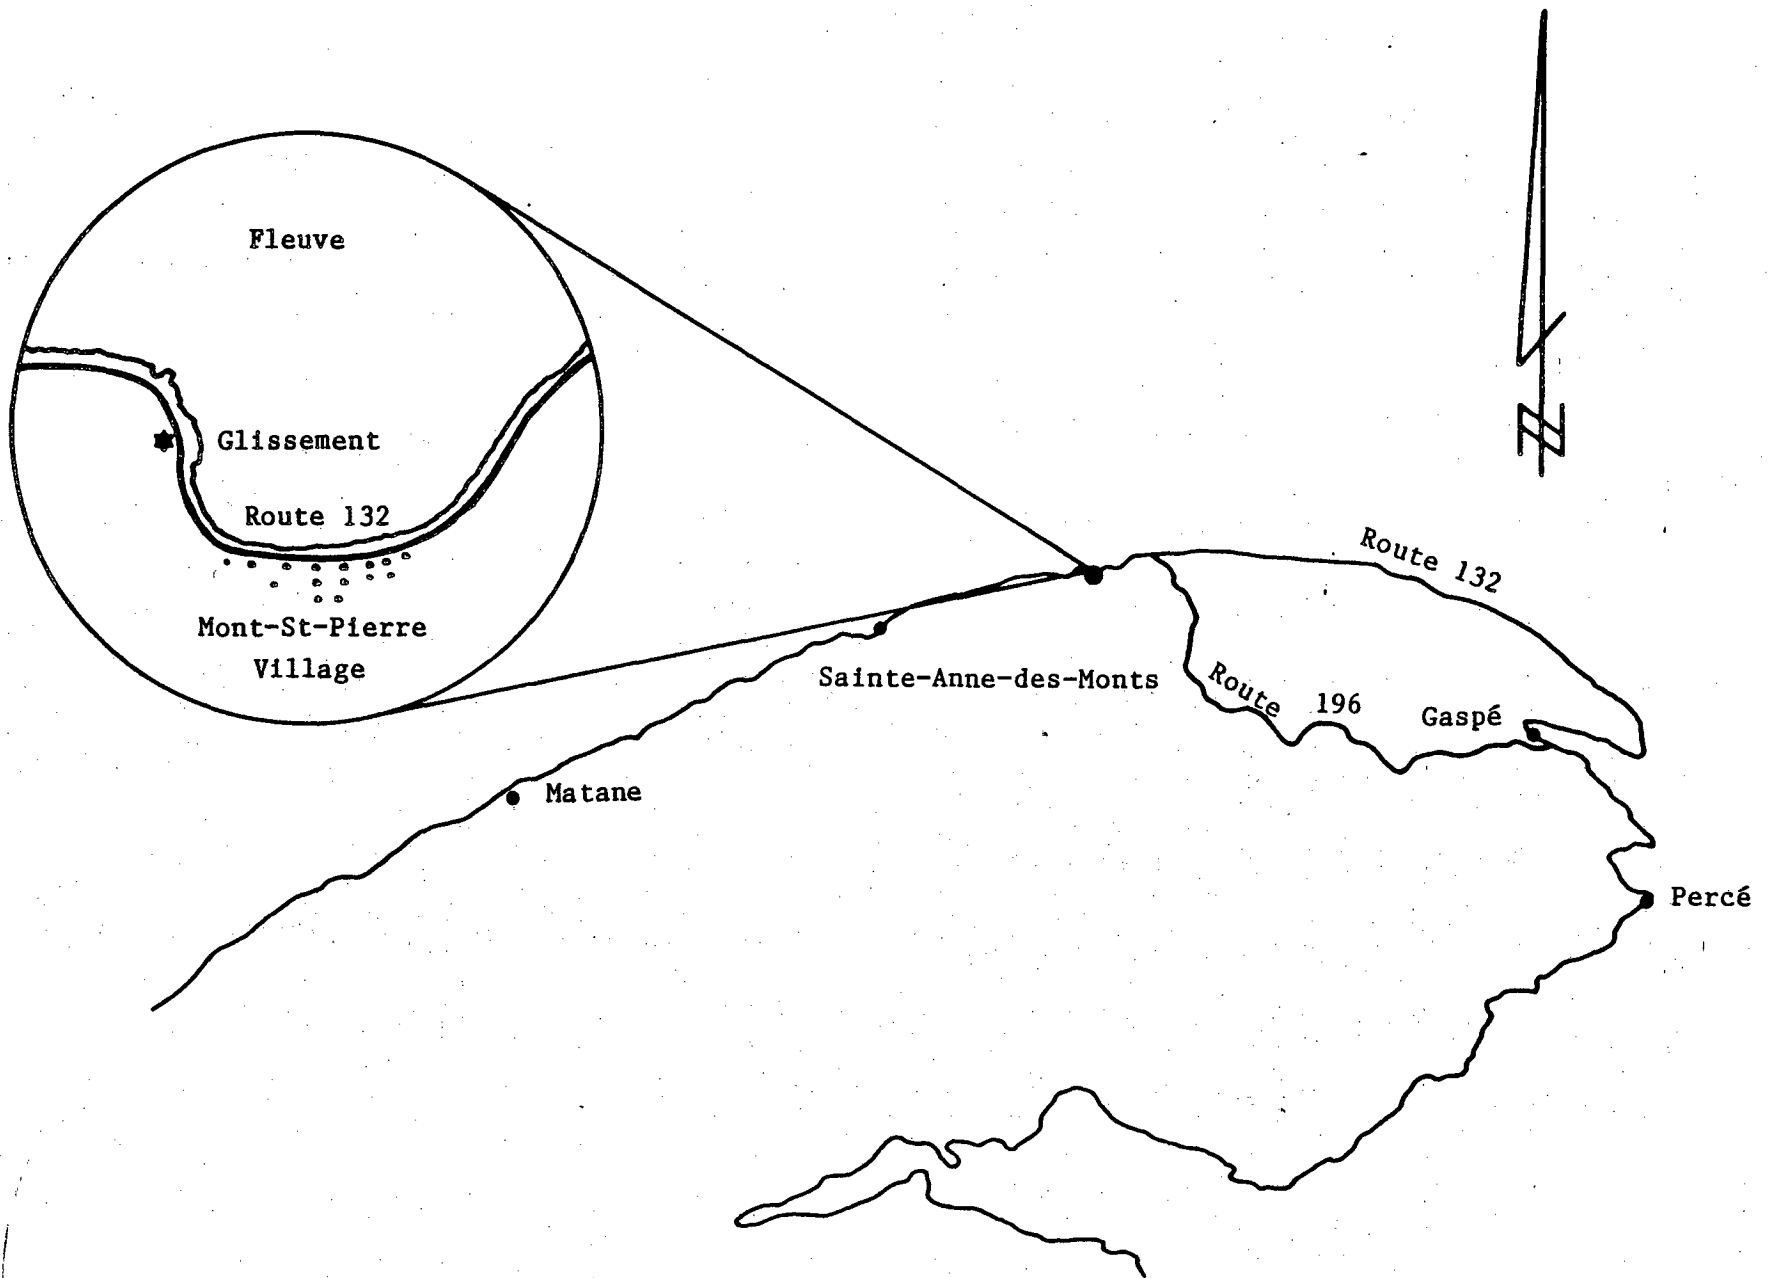 Fleuve
Glissement
Route 132
Mont-St-Pierre
Village
N
Route 132
Sainte-Anne-des-Monts
Route 196
Gaspé
Matane
Percé